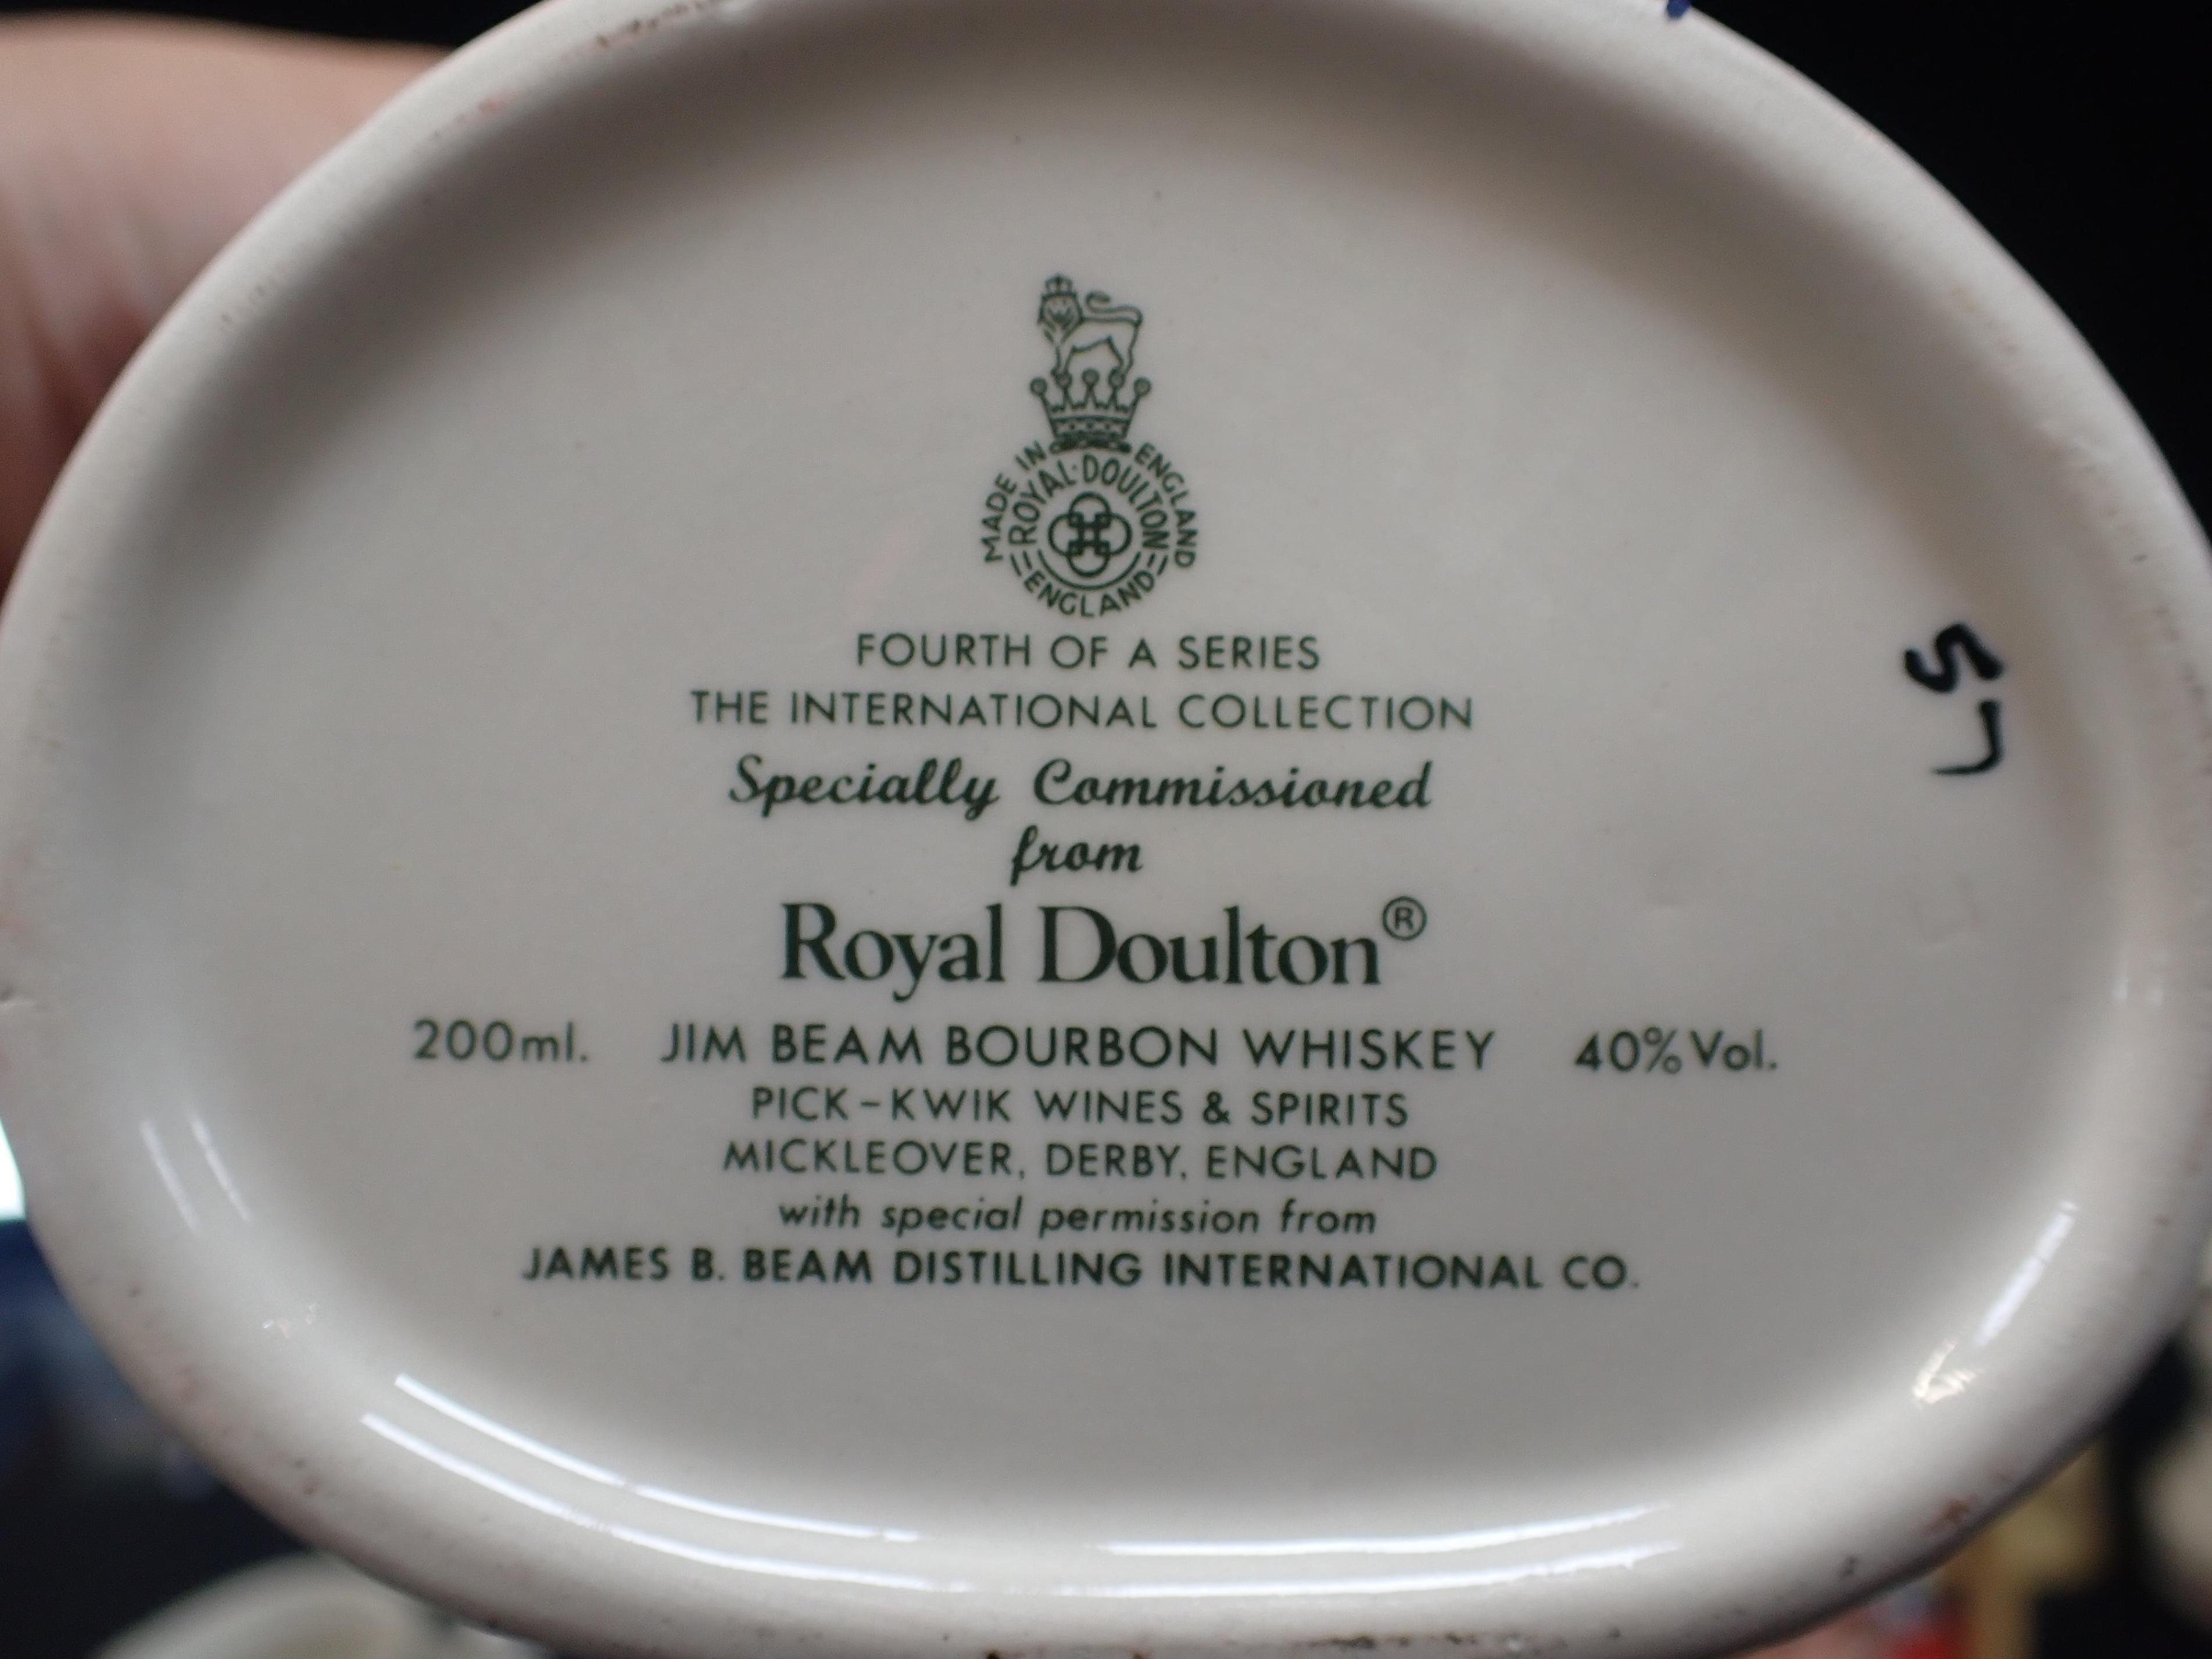 MADE IN ENGLAND
ROYAL·DOULTON
ENGLAND
FOURTH OF A SERIES
THE INTERNATIONAL COLLECTION
Specially Commissioned
from
Royal Doulton®
200ml. JIM BEAM BOURBON WHISKEY 40% Vol.
PICK-KWIK WINES & SPIRITS
MICKLEOVER, DERBY, ENGLAND
with special permission from
JAMES B. BEAM DISTILLING INTERNATIONAL CO.